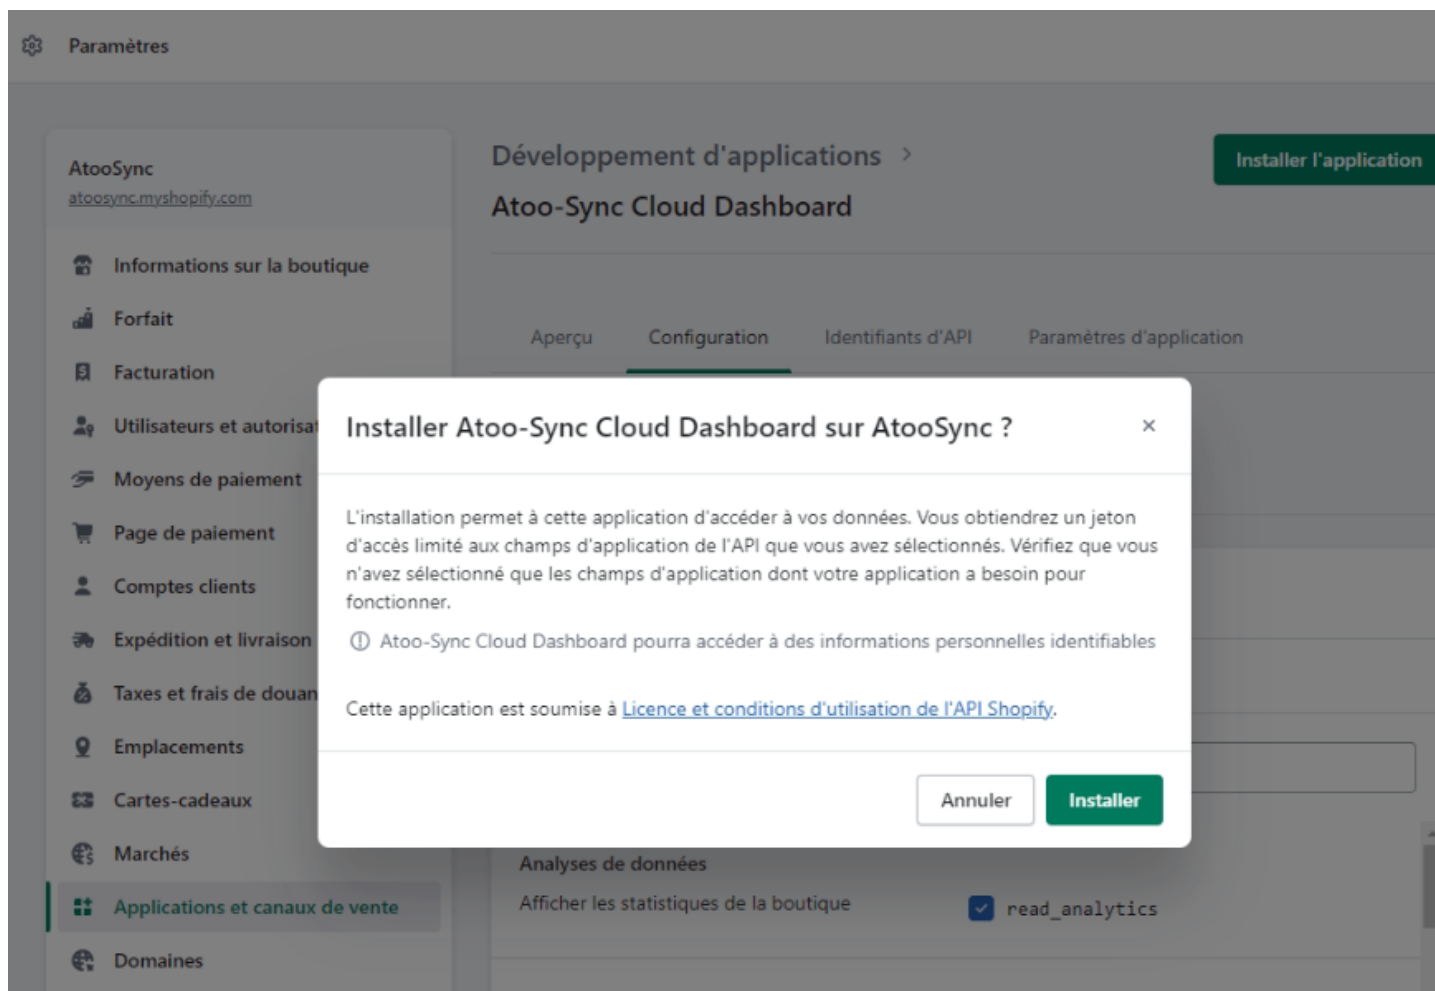 Paramètres
AtooSync
atoosync.myshopify.com
Informations sur la boutique
Forfait
Facturation
Utilisateurs et
Moyens de paiement
Page de paiement
Comptes clients
Expédition et livraison
Taxes et frais de
Emplacements
Cartes-cadeaux
Marchés
Applications et canaux de vente
Domaines
Développement d'applications >
Installer l'application
Atoo-Sync Cloud Dashboard
Aperçu Configuration Identifiants d'API Paramètres d'application
Installer Atoo-Sync Cloud Dashboard sur AtooSync ?
L'installation permet à cette application d'accéder à vos données. Vous obtiendrez un jeton
d'accès limité aux champs d'application de l'API que vous avez sélectionnés. Vérifiez que vous
n'avez sélectionné que les champs d'application dont votre application a besoin pour
fonctionner.
Atoo-Sync Cloud Dashboard pourra accéder à des informations personnelles identifiables
Cette application est soumise à Licence et conditions d'utilisation de l'API Shopify.
Annuler Installer
Analyses de données
Afficher les statistiques de la boutique read_analytics